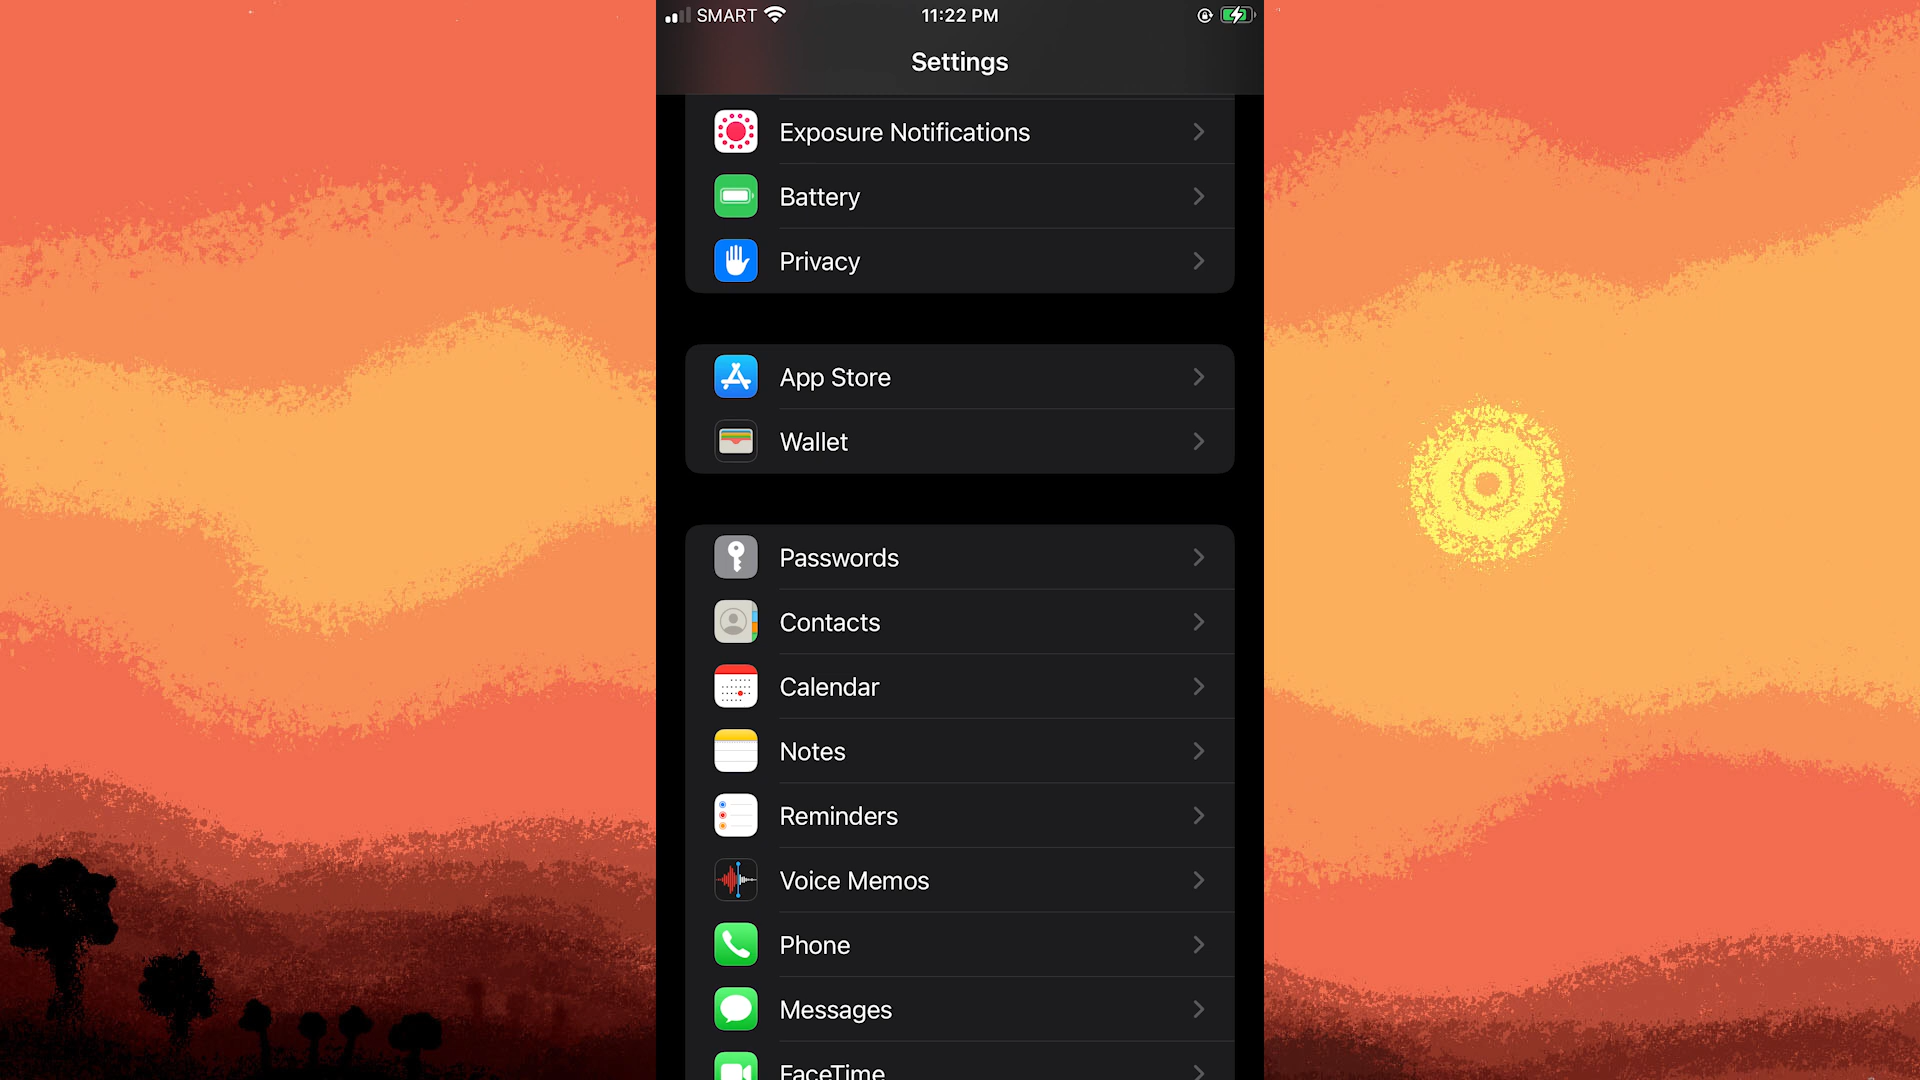 SMART
11:22 PM
Settings
Exposure Notifications
Battery
Privacy
App Store
Wallet
Passwords
Contacts
Calendar
Notes
Reminders
Voice Memos
Phone
Messages
FaceTime